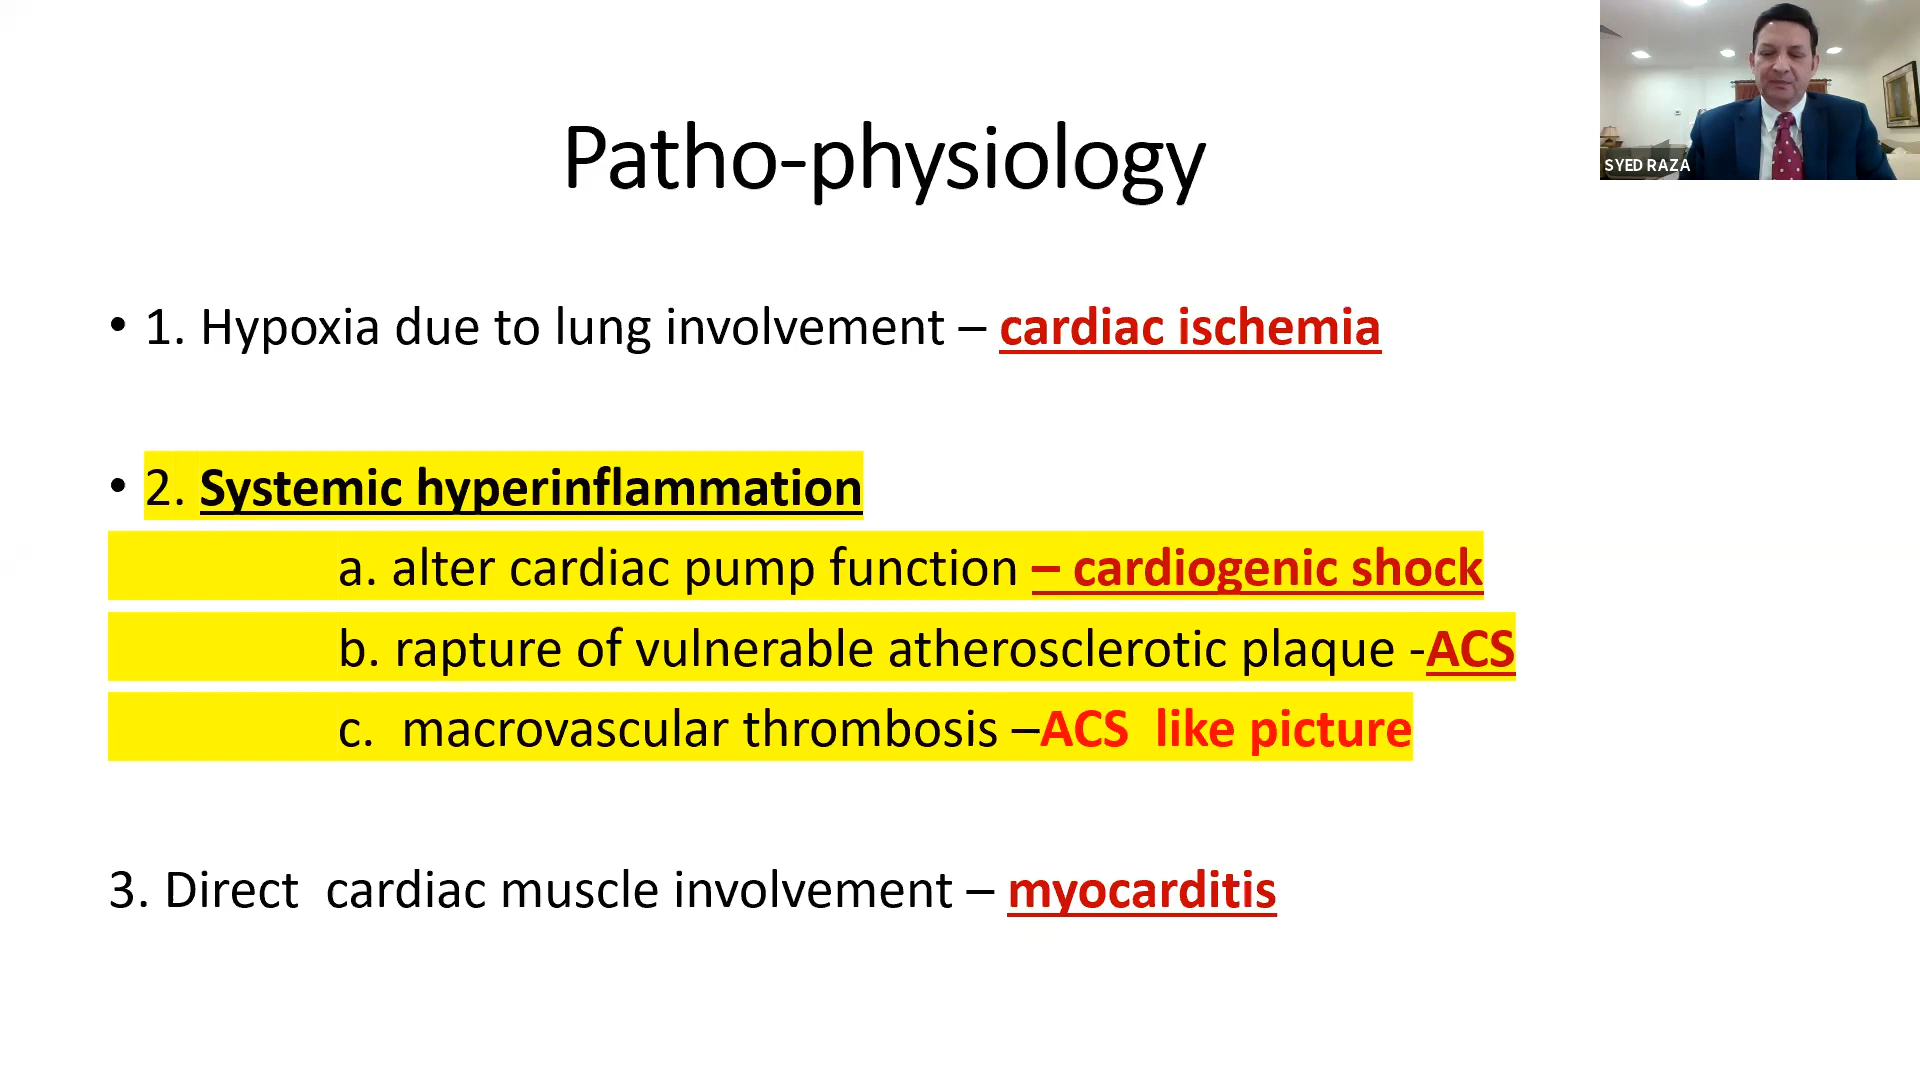 Patho-physiology
SYED RAZA
• 1. Hypoxia due to lung involvement – cardiac ischemia
• 2. Systemic hyperinflammation
a. alter cardiac pump function – cardiogenic shock
b. rapture of vulnerable atherosclerotic plaque -ACS
c. macrovascular thrombosis –ACS like picture
3. Direct cardiac muscle involvement – myocarditis